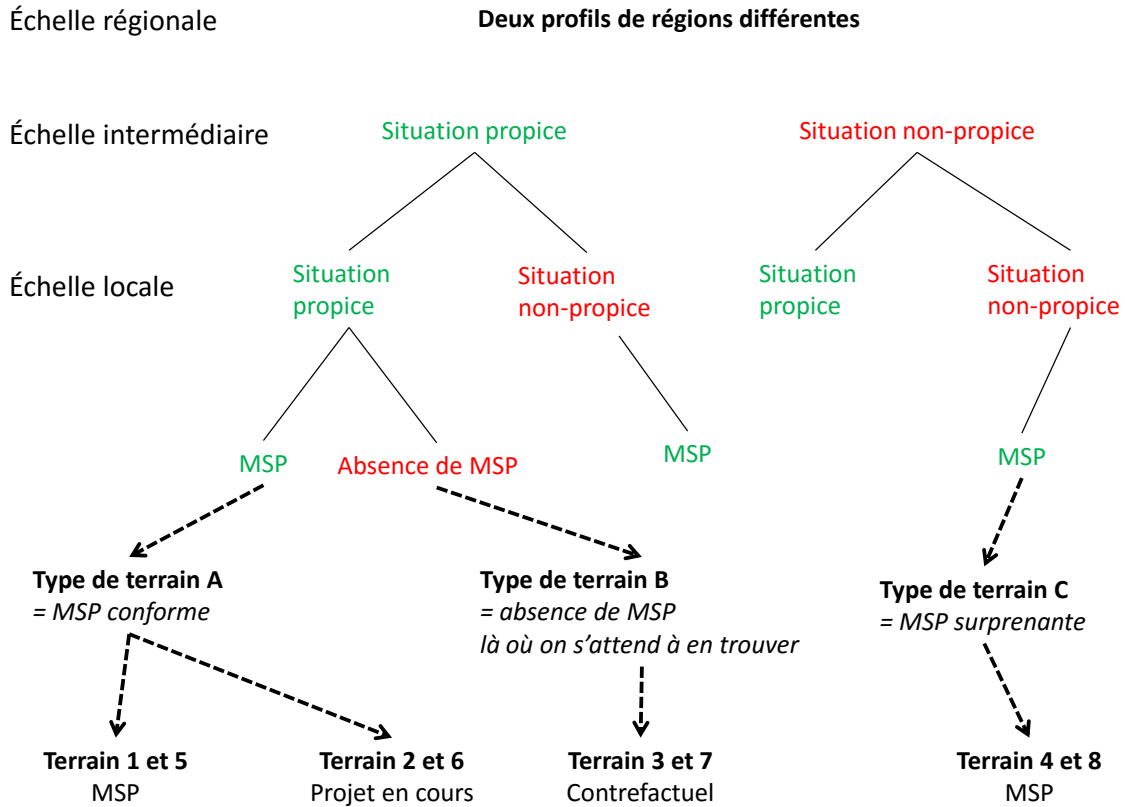 Échelle régionale
Deux profils de régions différentes
Échelle intermédiaire
Situation propice
Situation non-propice
Échelle locale
Situation
propice
Situation
non-propice
Situation
propice
Situation
non-propice
MSP
Absence de MSP
MSP
MSP
Type de terrain A
= MSP conforme
Type de terrain B
= absence de MSP
là où on s’attend à en trouver
Type de terrain C
= MSP surprenante
Terrain 1 et 5
MSP
Terrain 2 et 6
Projet en cours
Terrain 3 et 7
Contrefactuel
Terrain 4 et 8
MSP